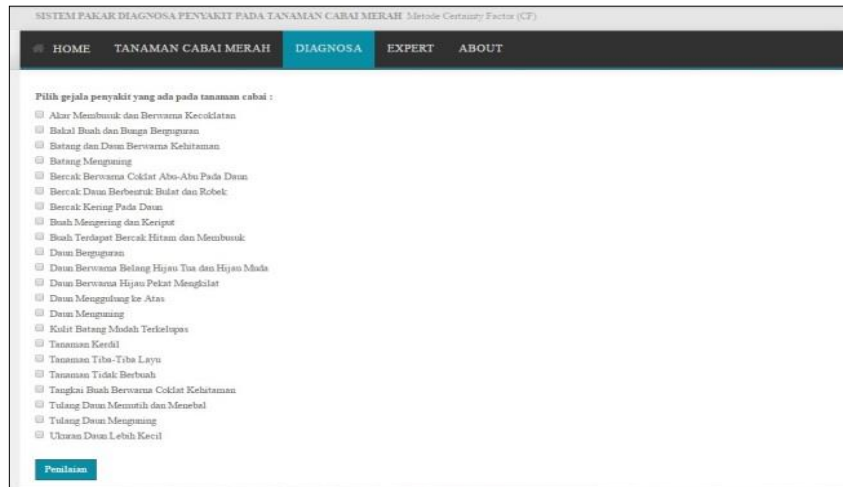 SISTEM PAKAR DIAGNOSA PENYAKIT PADA TANAMAN CABAI MERAH Metode Certainty Factor (CF)
HOME TANAMAN CABAI MERAH DIAGNOSA EXPERT ABOUT
Pilih gejala penyakit yang ada pada tanaman cabai :
Akar Membusuk dan Berwarna Kecoklatan
Bakal Buah dan Bunga Berguguran
Batang dan Daun Berwarna Kehitaman
Batang Menguning
Bercak Berwarna Coklat Abu-Abu Pada Daun
Bercak Daun Berbentuk Bulat dan Robek
Bercak Kering Pada Daun
Buah Mengering dan Keriput
Buah Terdapat Bercak Hitam dan Membusuk
Daun Berguguran
Daun Berwarna Belang Hijau Tua dan Hijau Muda
Daun Berwarna Hijau Pekat Mengkilat
Daun Menggulung ke Atas
Daun Menguning
Kulit Batang Mudah Terkelupas
Tanaman Kerdil
Tanaman Tiba-Tiba Layu
Tanaman Tidak Berbuah
Tangkai Buah Berwarna Coklat Kehitaman
Tulang Daun Memutih dan Menebal
Tulang Daun Menguning
Ukuran Daun Lebih Kecil
Penilaian